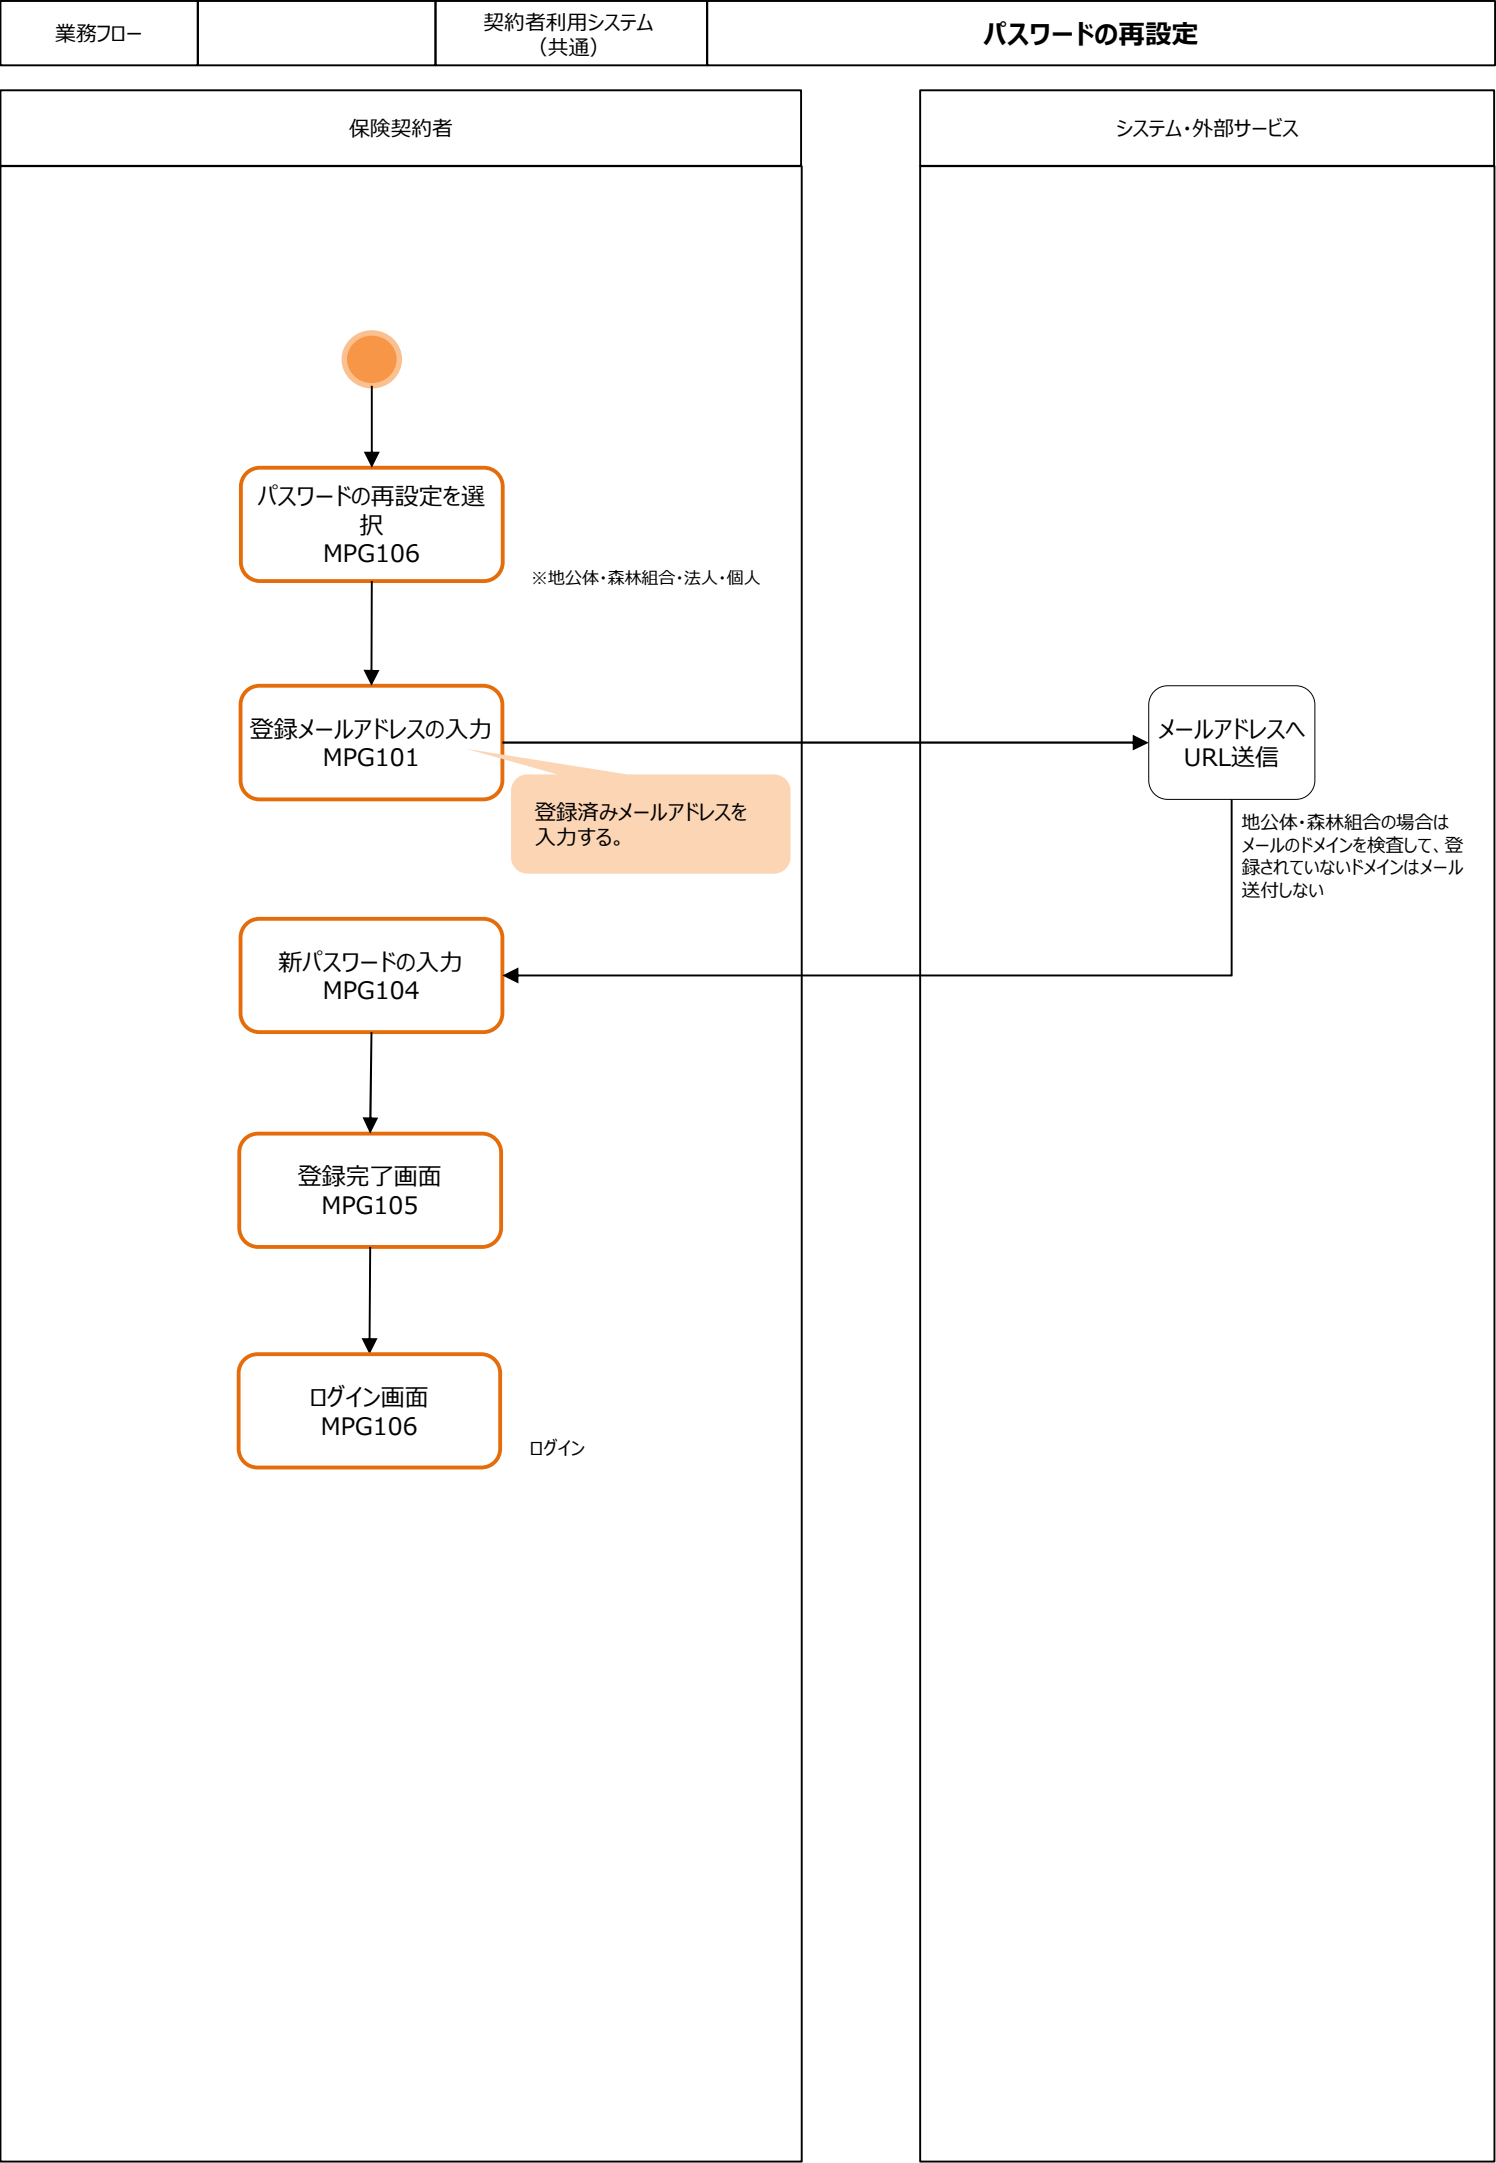 業務フロー
契約者利用システム
（共通）
パスワードの再設定
保険契約者
システム・外部サービス
パスワードの再設定を選
択
MPG106
※地公体・森林組合・法人・個人
登録メールアドレスの入力
MPG101
メールアドレスへ
URL送信
登録済みメールアドレスを
入力する。
地公体・森林組合の場合は
メールのドメインを検査して、登
録されていないドメインはメール
送付しない
新パスワードの入力
MPG104
登録完了画面
MPG105
ログイン画面
MPG106
ログイン